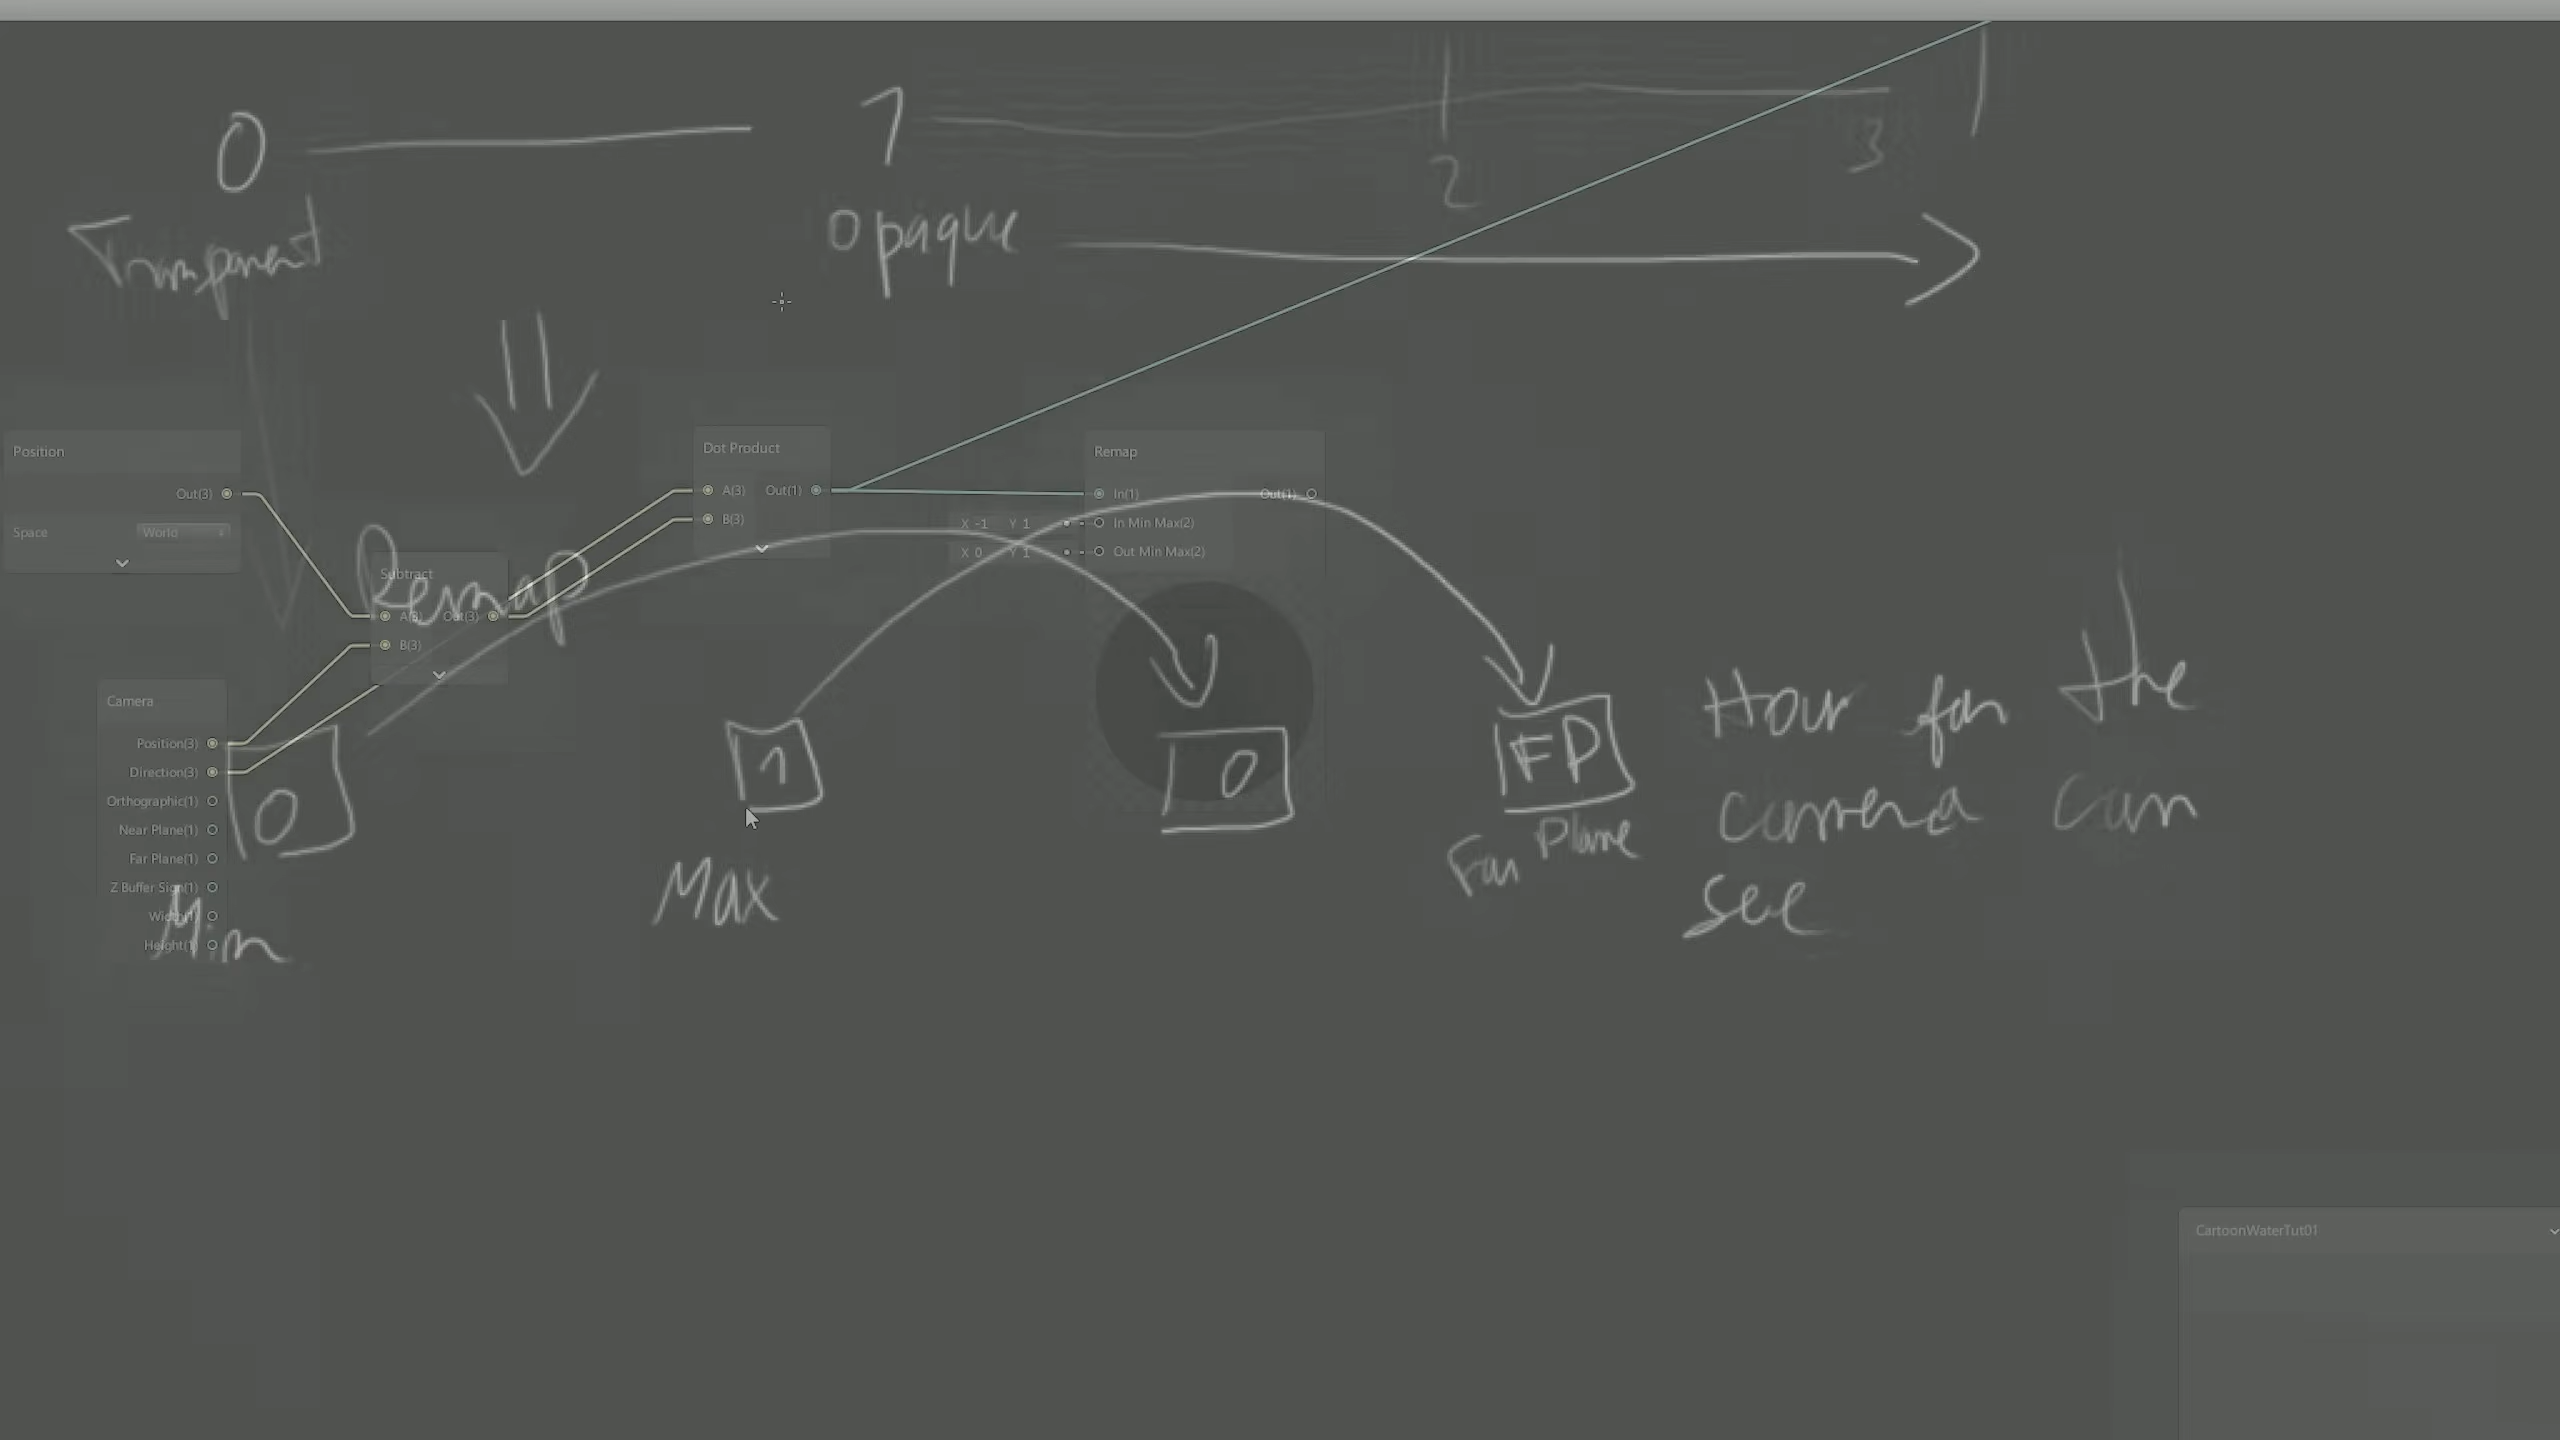 0
1
2
3
Transparent
Opaque
Position
Out(3)
Space World
Remap
Subtract
A(3) Out(3)
B(3)
Dot Product
A(3) Out(1)
B(3)
Remap
In(1) Out(1)
X -1 Y 1 In Min Max(2)
X 0 Y 1 Out Min Max(2)
Camera
Position(3)
Direction(3)
Orthographic(1)
Near Plane(1)
Far Plane(1)
Z Buffer Sign(1)
Width(1)
Height(1)
0
Min
1
Max
0
FP
Far Plane
How far the
camera can
see
CartoonWaterTut01